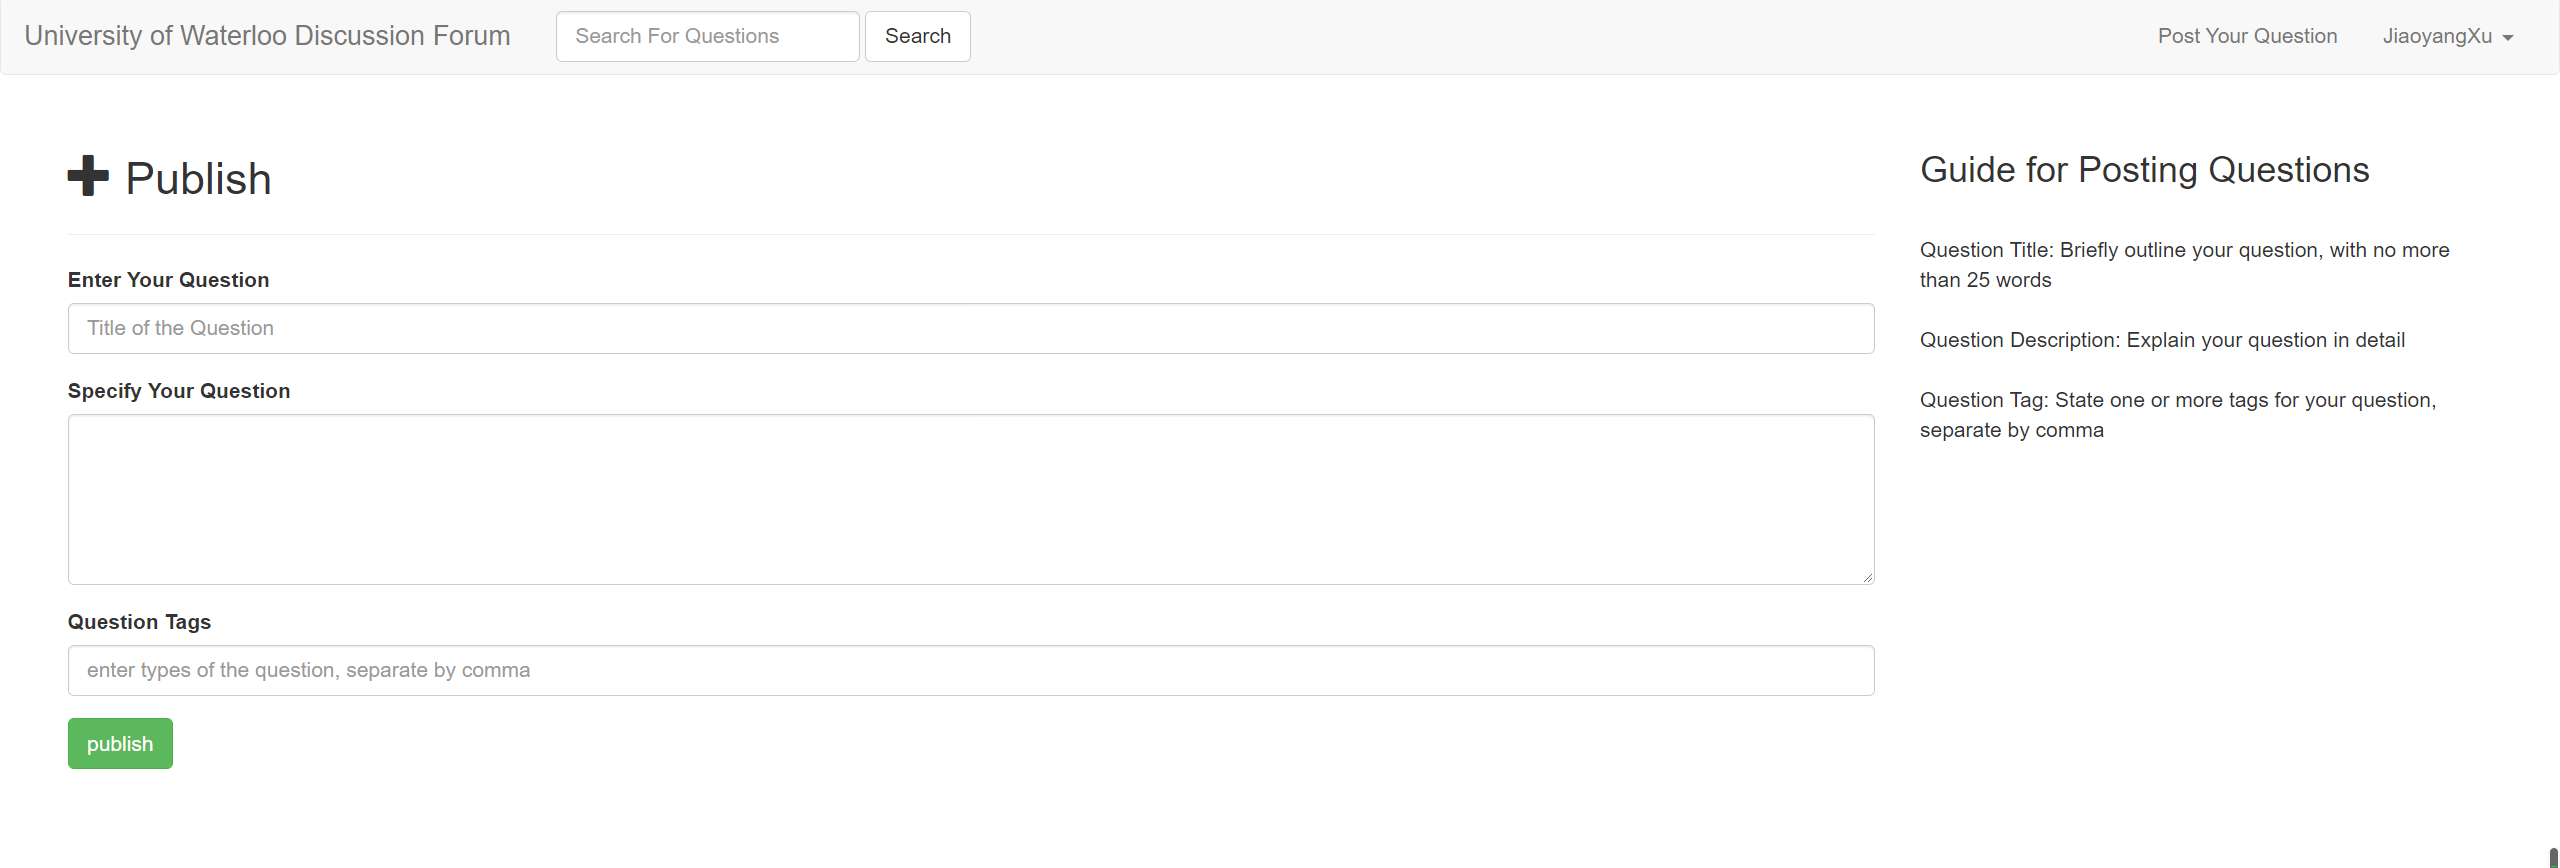 University of Waterloo Discussion Forum
Search For Questions
Search
Post Your Question
JiaoyangXu
Publish
Enter Your Question
Title of the Question
Specify Your Question
Question Tags
enter types of the question, separate by comma
publish
Guide for Posting Questions
Question Title: Briefly outline your question, with no more
than 25 words
Question Description: Explain your question in detail
Question Tag: State one or more tags for your question,
separate by comma